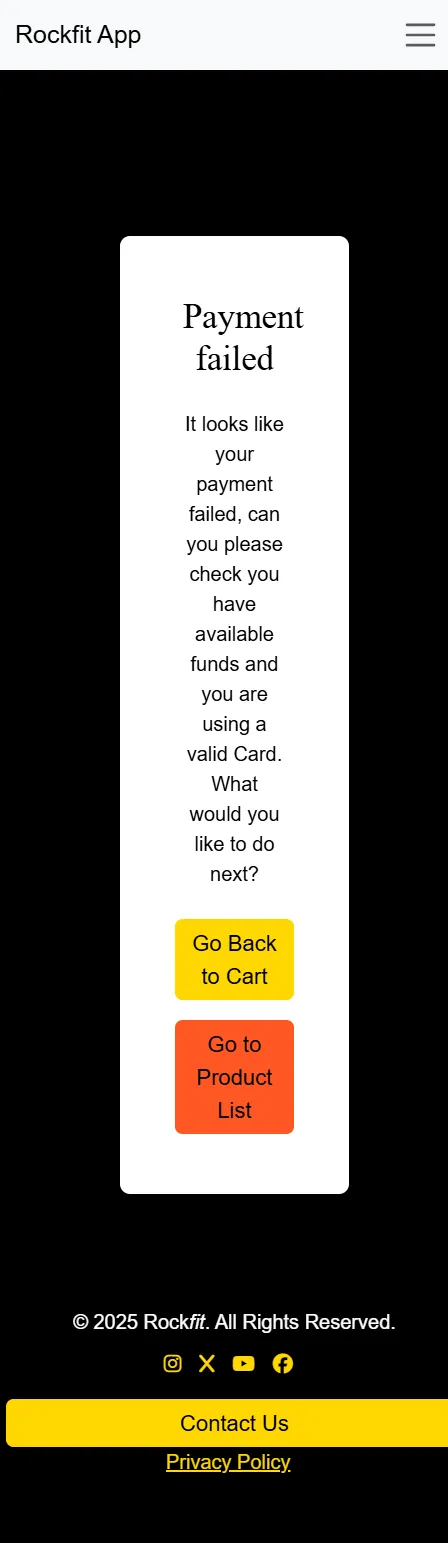 Rockfit App
Payment
failed
It looks like
your
payment
failed, can
you please
check you
have
available
funds and
you are
using a
valid Card.
What
would you
like to do
next?
Go Back
to Cart
Go to
Product
List
© 2025 Rockfit. All Rights Reserved.
Contact Us
Privacy Policy